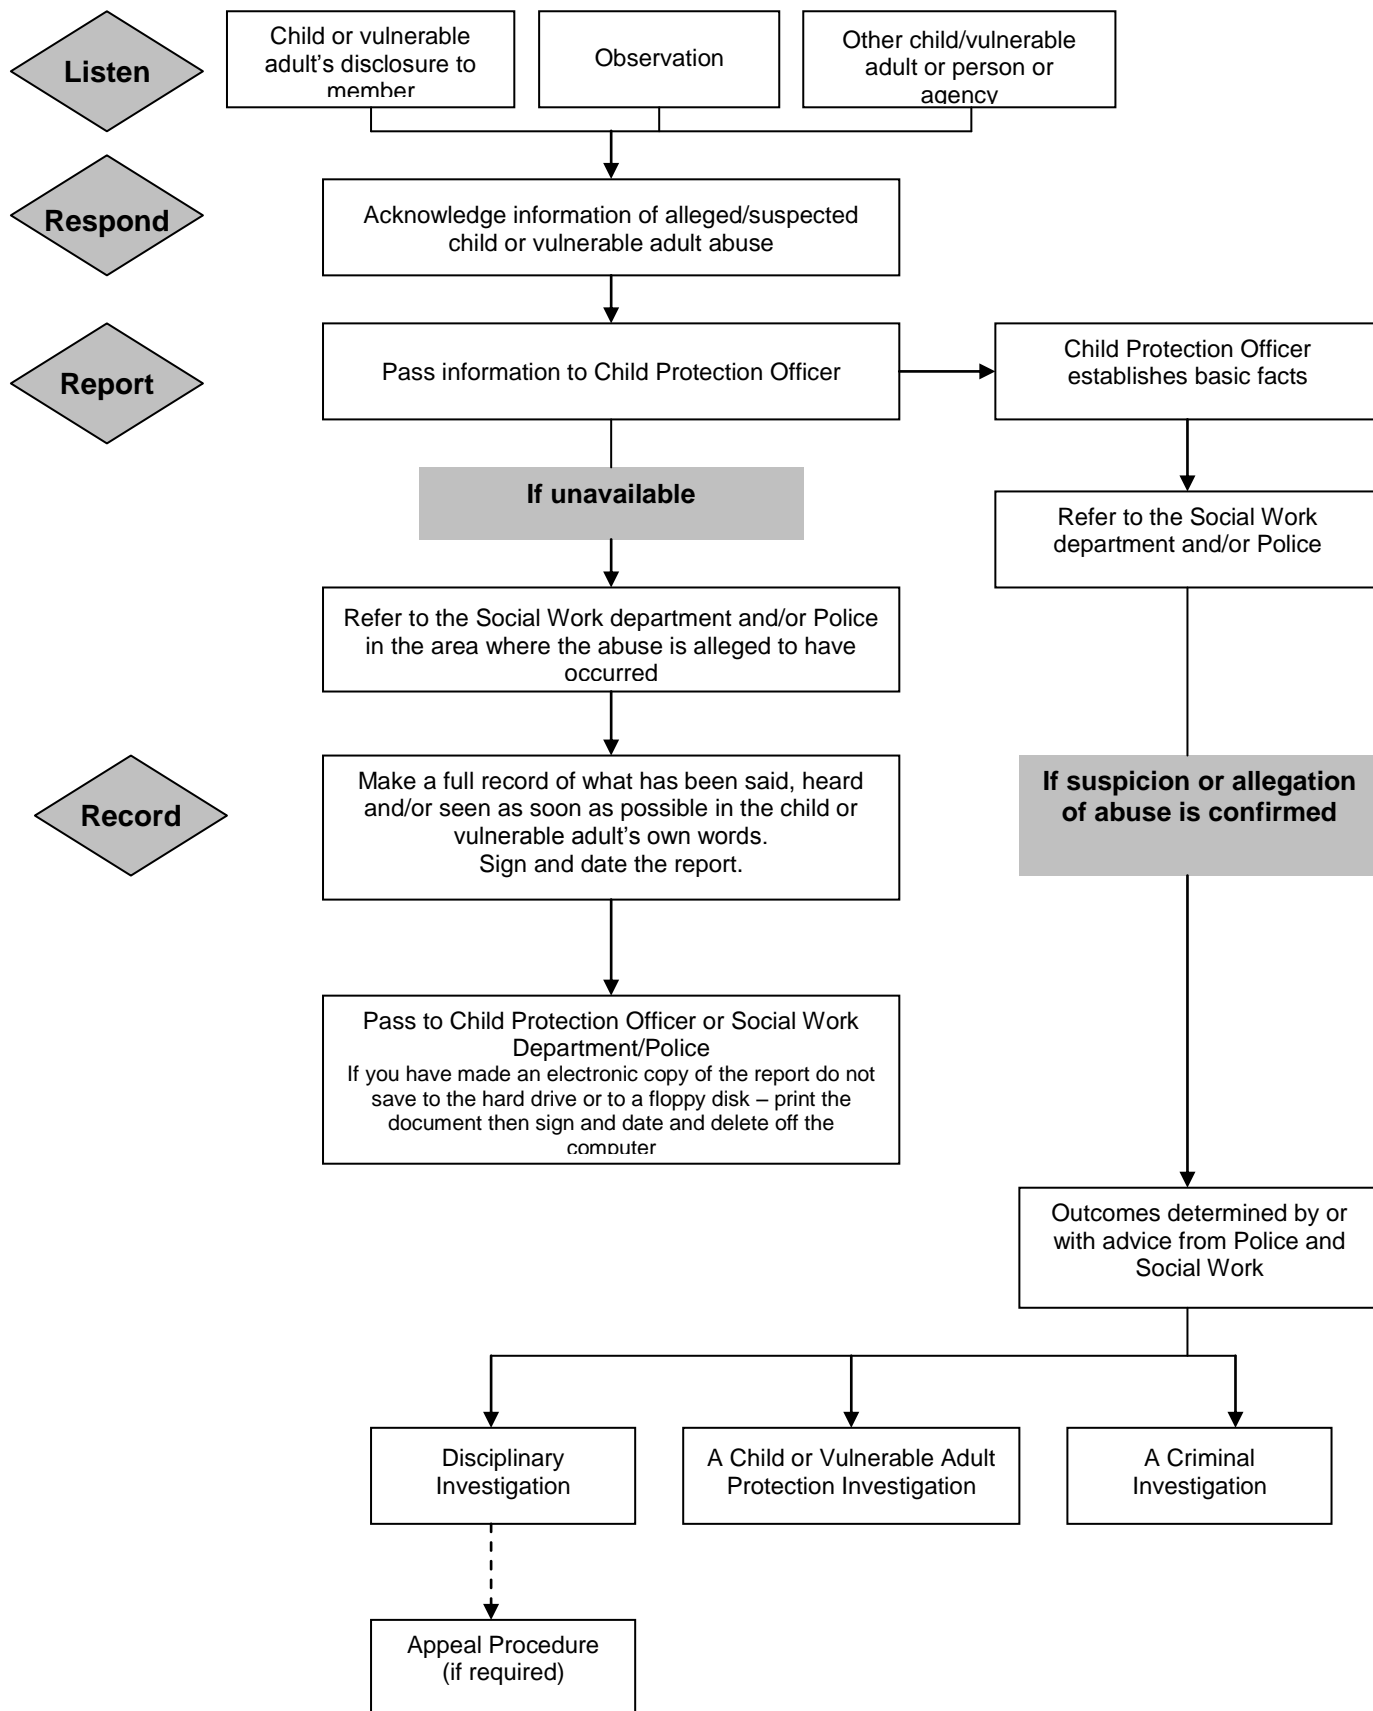 Listen
Child or vulnerable
adult's disclosure to
member
Observation
Other child/vulnerable
adult or person or
agency
Respond
Acknowledge information of alleged/suspected
child or vulnerable adult abuse
Report
Pass information to Child Protection Officer
Child Protection Officer
establishes basic facts
If unavailable
Refer to the Social Work
department and/or Police
Refer to the Social Work department and/or Police
in the area where the abuse is alleged to have
occurred
Record
Make a full record of what has been said, heard
and/or seen as soon as possible in the child or
vulnerable adult's own words.
Sign and date the report.
If suspicion or allegation
of abuse is confirmed
Pass to Child Protection Officer or Social Work
Department/Police
If you have made an electronic copy of the report do not
save to the hard drive or to a floppy disk – print the
document then sign and date and delete off the
computer
Outcomes determined by or
with advice from Police and
Social Work
Disciplinary
Investigation
A Child or Vulnerable Adult
Protection Investigation
A Criminal
Investigation
Appeal Procedure
(if required)